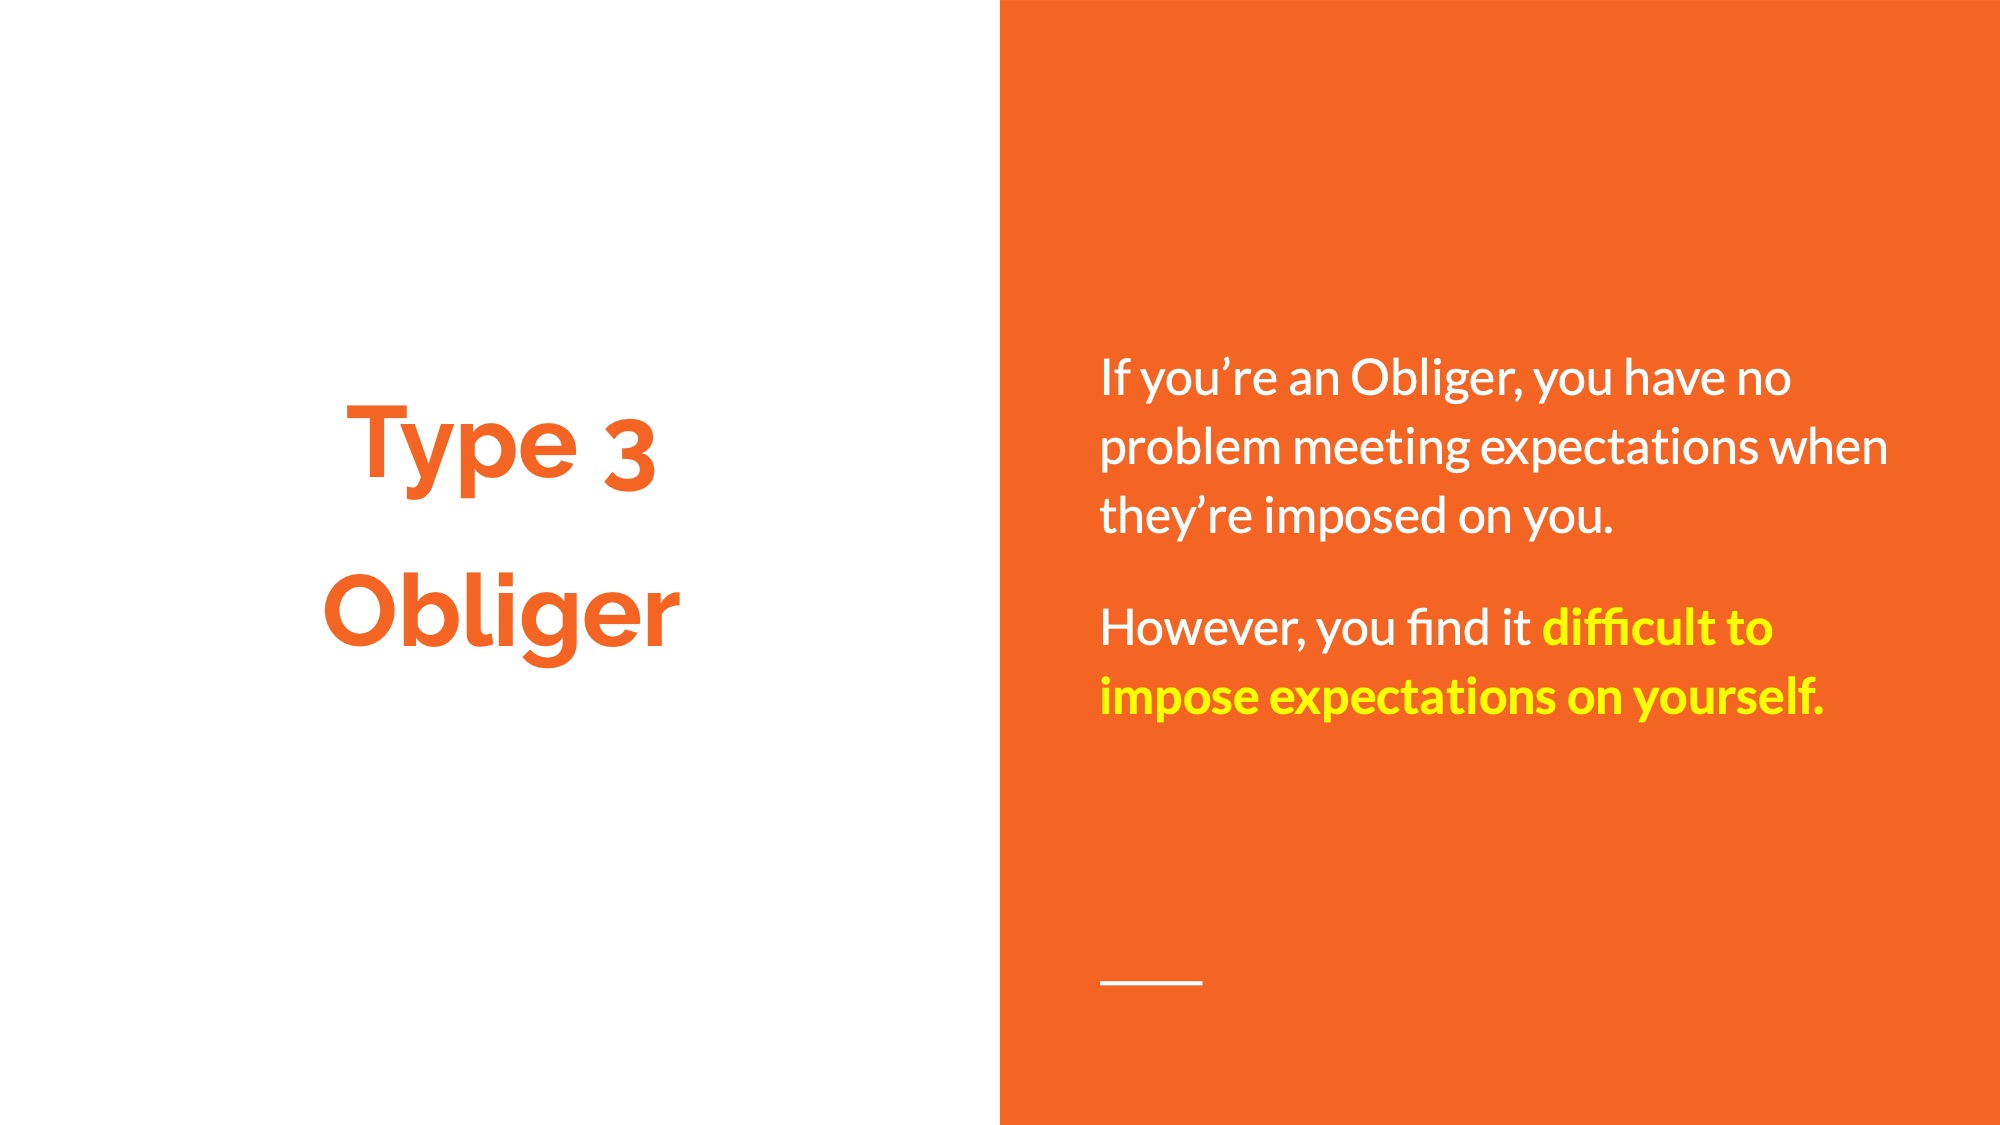 Type 3
Obliger
If you’re an Obliger, you have no
problem meeting expectations when
they’re imposed on you.
However, you find it difficult to
impose expectations on yourself.